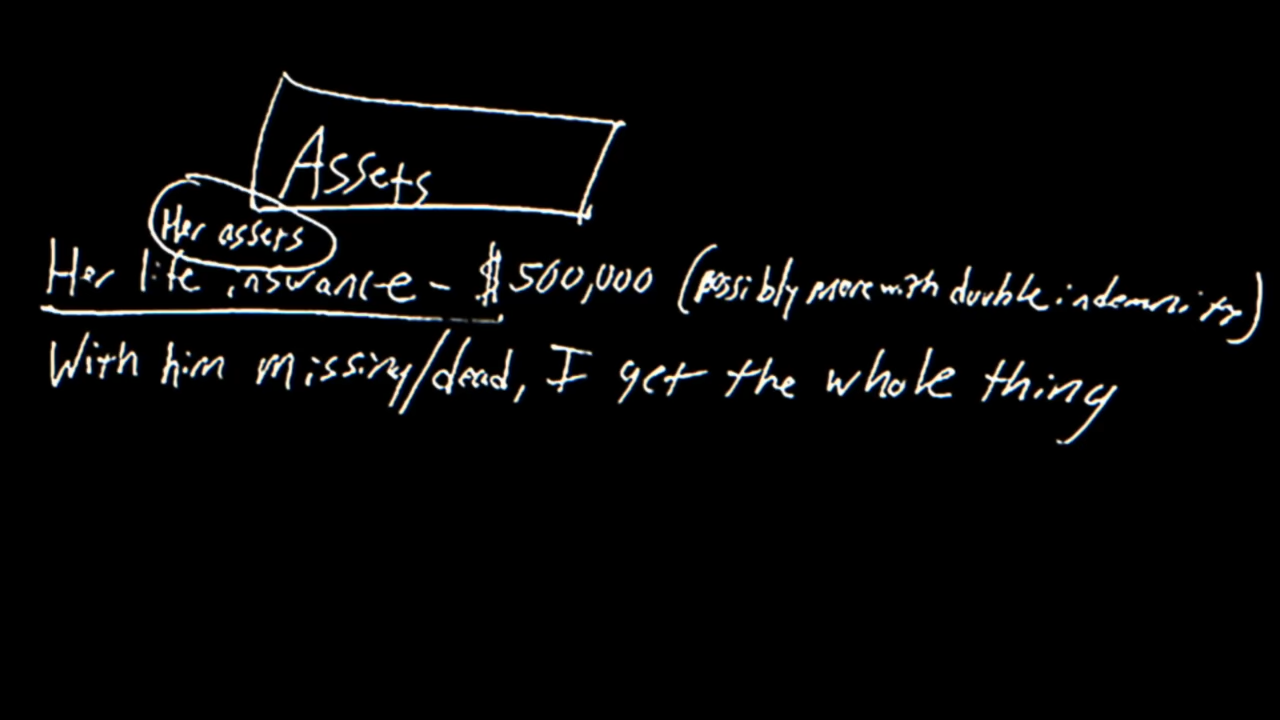 Assets
Her assets
Her life insurance - $500,000 (possibly more with double indemnity)
With him missing/dead, I get the whole thing